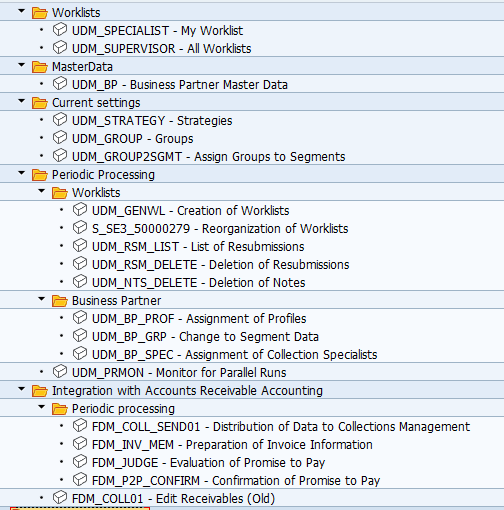 Worklists
UDM_SPECIALIST - My Worklist
UDM_SUPERVISOR - All Worklists
MasterData
UDM_BP - Business Partner Master Data
Current settings
UDM_STRATEGY - Strategies
UDM_GROUP - Groups
UDM_GROUP2SGMT - Assign Groups to Segments
Periodic Processing
Worklists
UDM_GENWL - Creation of Worklists
S_SE3_50000279 - Reorganization of Worklists
UDM_RSM_LIST - List of Resubmissions
UDM_RSM_DELETE - Deletion of Resubmissions
UDM_NTS_DELETE - Deletion of Notes
Business Partner
UDM_BP_PROF - Assignment of Profiles
UDM_BP_GRP - Change to Segment Data
UDM_BP_SPEC - Assignment of Collection Specialists
UDM_PRMON - Monitor for Parallel Runs
Integration with Accounts Receivable Accounting
Periodic processing
FDM_COLL_SEND01 - Distribution of Data to Collections Management
FDM_INV_MEM - Preparation of Invoice Information
FDM_JUDGE - Evaluation of Promise to Pay
FDM_P2P_CONFIRM - Confirmation of Promise to Pay
FDM_COLL01 - Edit Receivables (Old)